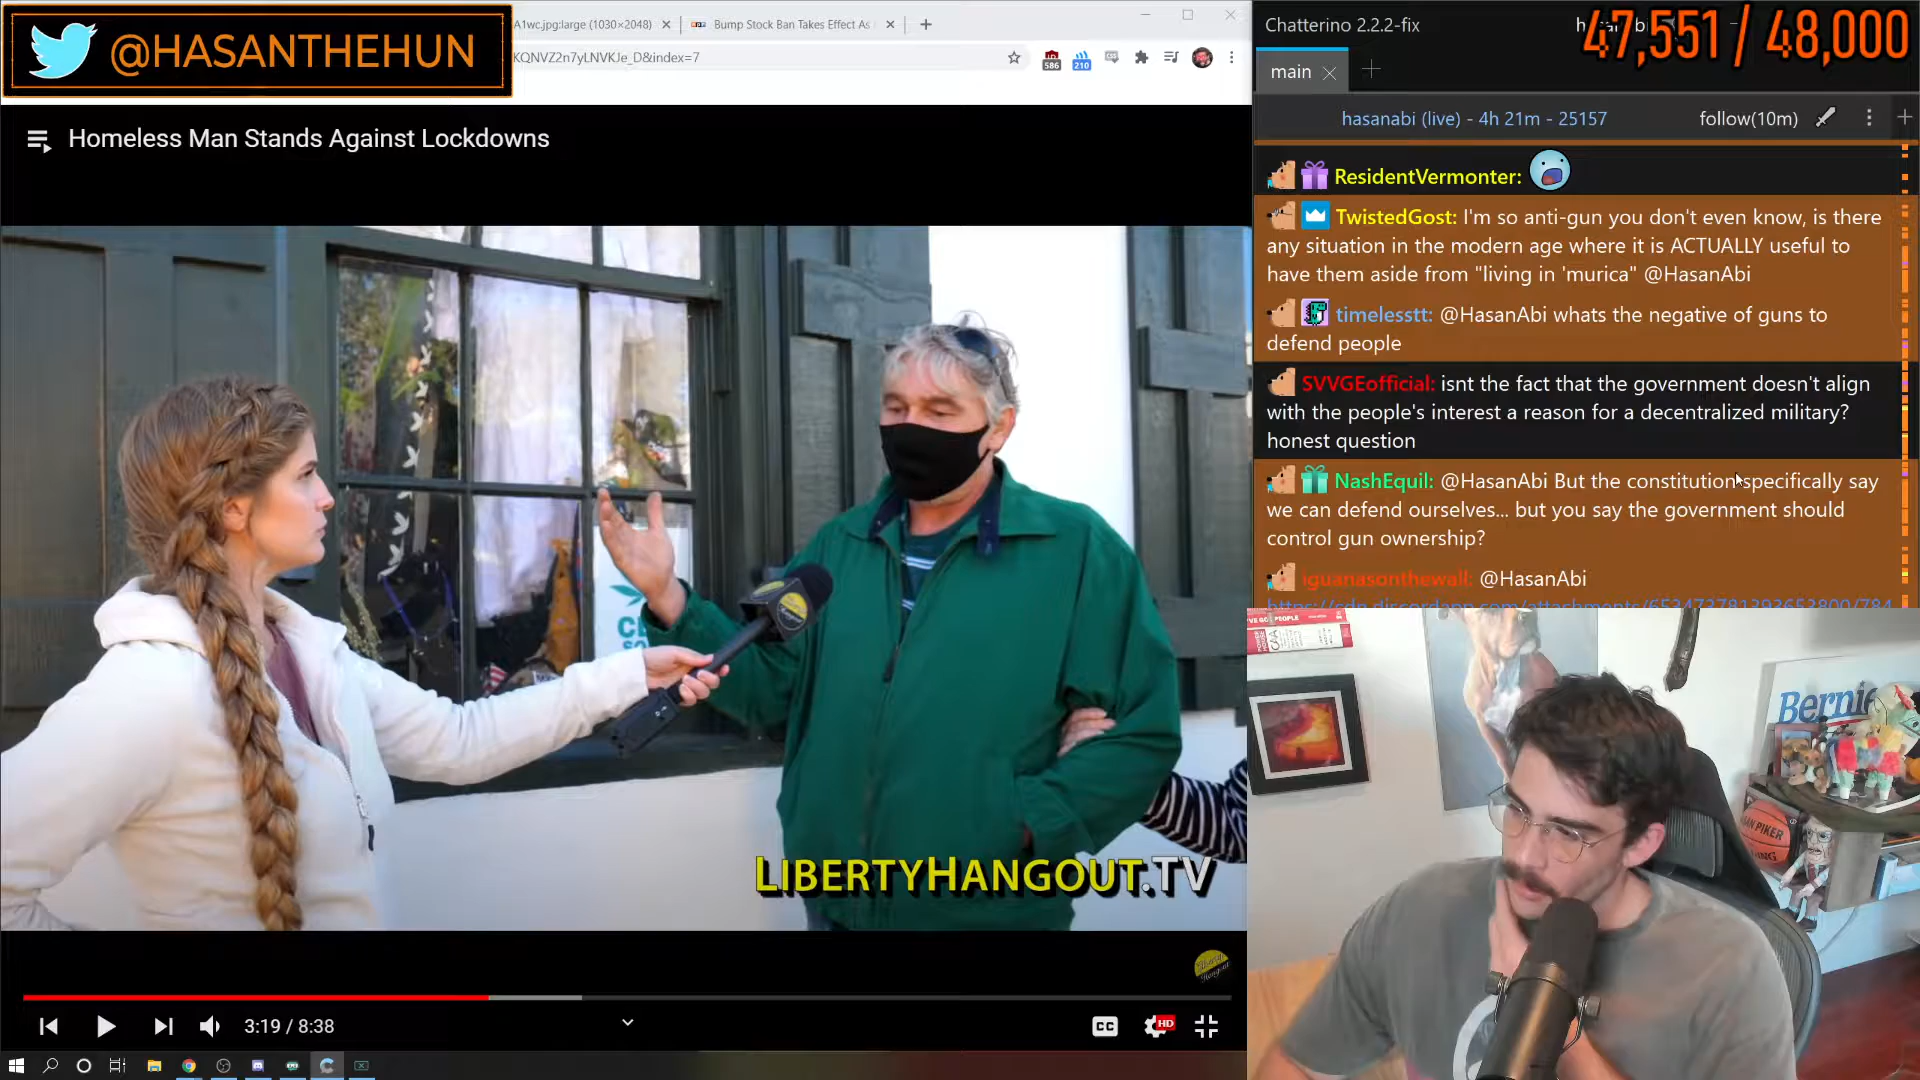 @HASANTHEHUN
A1wc.jpg:large (1030×2048)
Bump Stock Ban Takes Effect As
KQNVZ2n7yLNVKJe_D&index=7
586
210
Homeless Man Stands Against Lockdowns
LIBERTYHANGOUT.TV
3:19 / 8:38
CC
HD
Chatterino 2.2.2-fix
47,551 / 48,000
main
hasanabi (live) - 4h 21m - 25157
follow(10m)
ResidentVermonter:
TwistedGost: I'm so anti-gun you don't even know, is there
any situation in the modern age where it is ACTUALLY useful to
have them aside from "living in 'murica" @HasanAbi
timelesstt: @HasanAbi whats the negative of guns to
defend people
SVVGEofficial: isnt the fact that the government doesn't align
with the people's interest a reason for a decentralized military?
honest question
NashEquil: @HasanAbi But the constitution specifically say
we can defend ourselves... but you say the government should
control gun ownership?
iguanasonthewall: @HasanAbi
Bernie